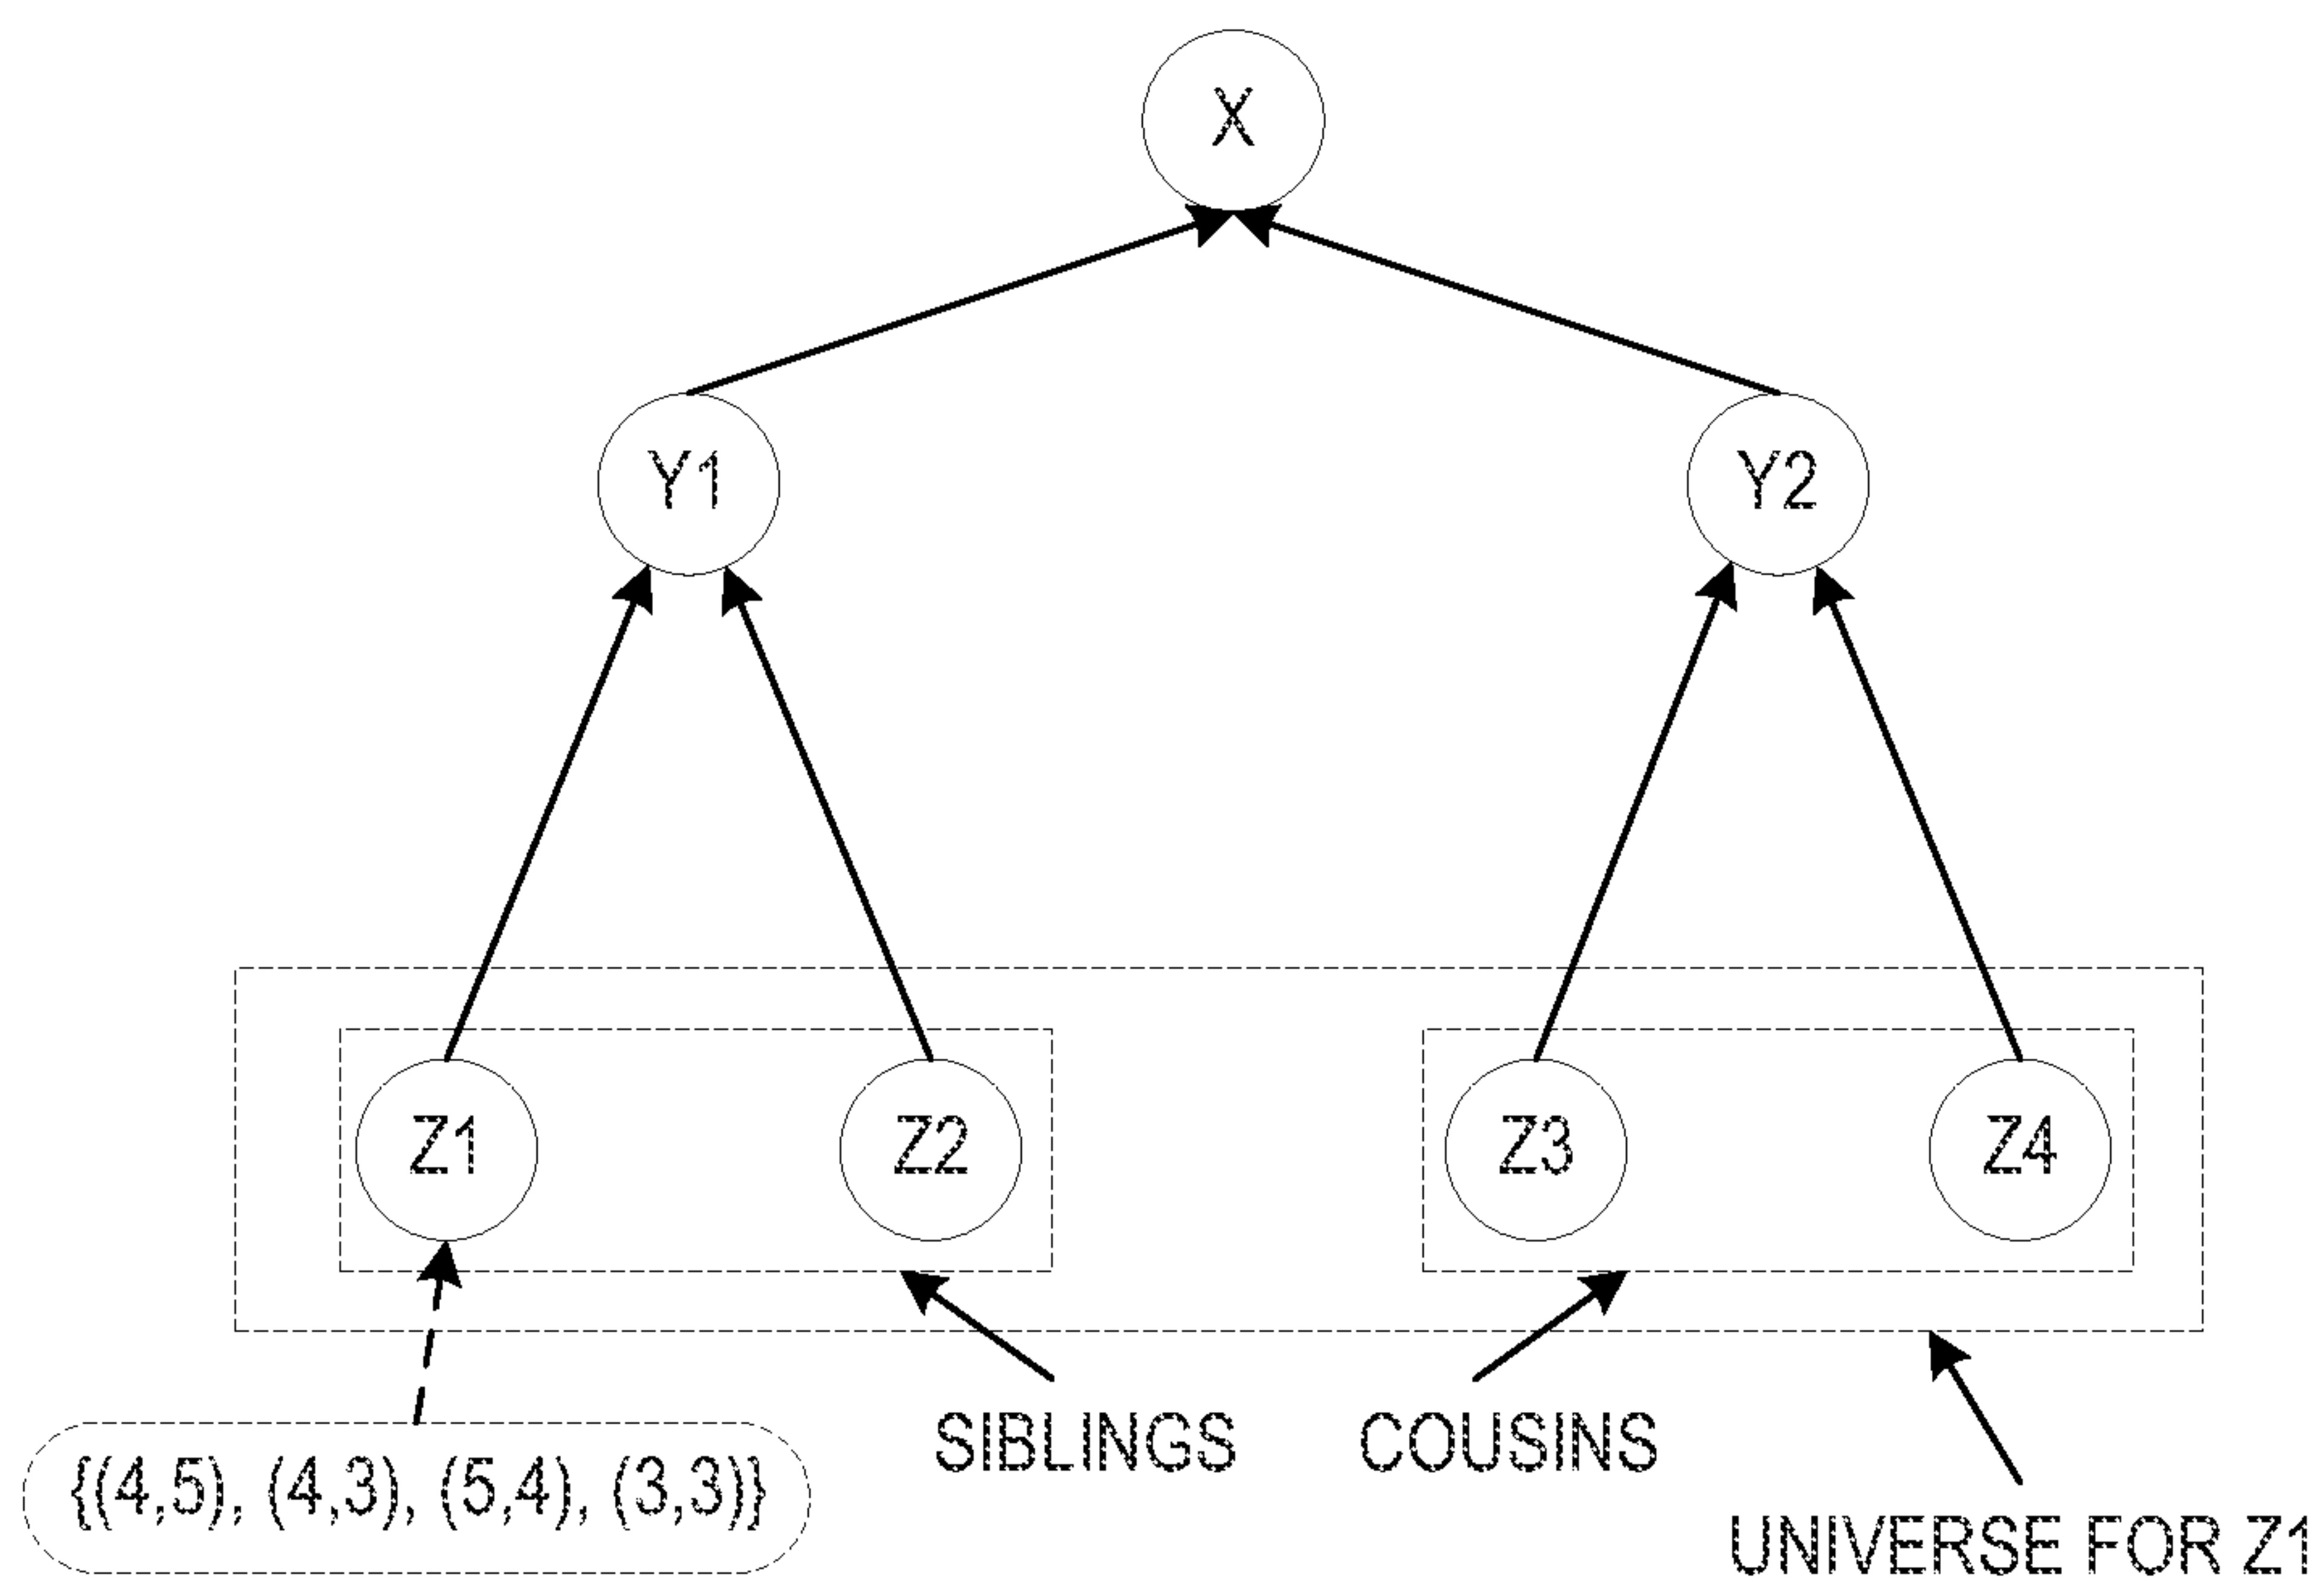 X
Y1
Y2
Z1
Z2
Z3
Z4
{(4,5), (4,3), (5,4), (3,3)}
SIBLINGS
COUSINS
UNIVERSE FOR Z1